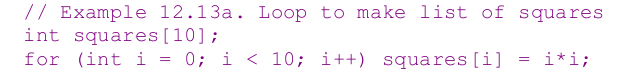 // Example 12.13a. Loop to make list of squares
int squares[10];
for (int i = 0; i < 10; i++) squares[i] = i*i;